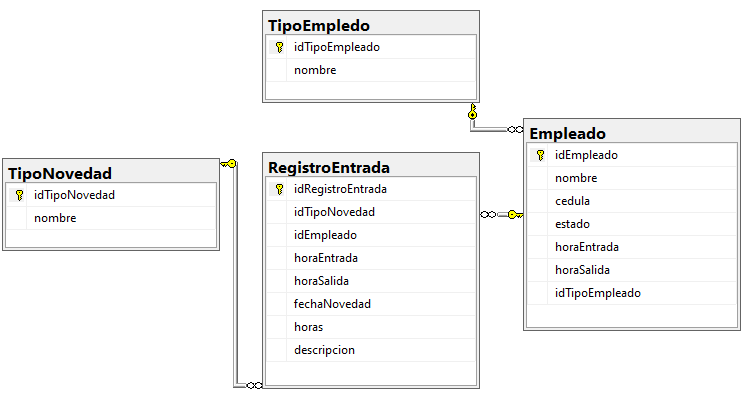 TipoEmpledo
idTipoEmpleado
nombre
Empleado
idEmpleado
nombre
cedula
estado
horaEntrada
horaSalida
idTipoEmpleado
TipoNovedad
idTipoNovedad
nombre
RegistroEntrada
idRegistroEntrada
idTipoNovedad
idEmpleado
horaEntrada
horaSalida
fechaNovedad
horas
descripcion